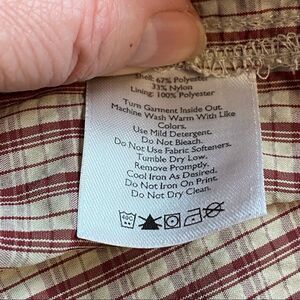 Shell: 67% Polyester
33% Nylon
Lining: 100% Polyester
Turn Garment Inside Out.
Machine Wash Warm With Like
Colors.
Use Mild Detergent.
Do Not Bleach.
Do Not Use Fabric Softeners.
Tumble Dry Low.
Remove Promptly.
Cool Iron As Desired.
Do Not Iron On Print.
Do Not Dry Clean.